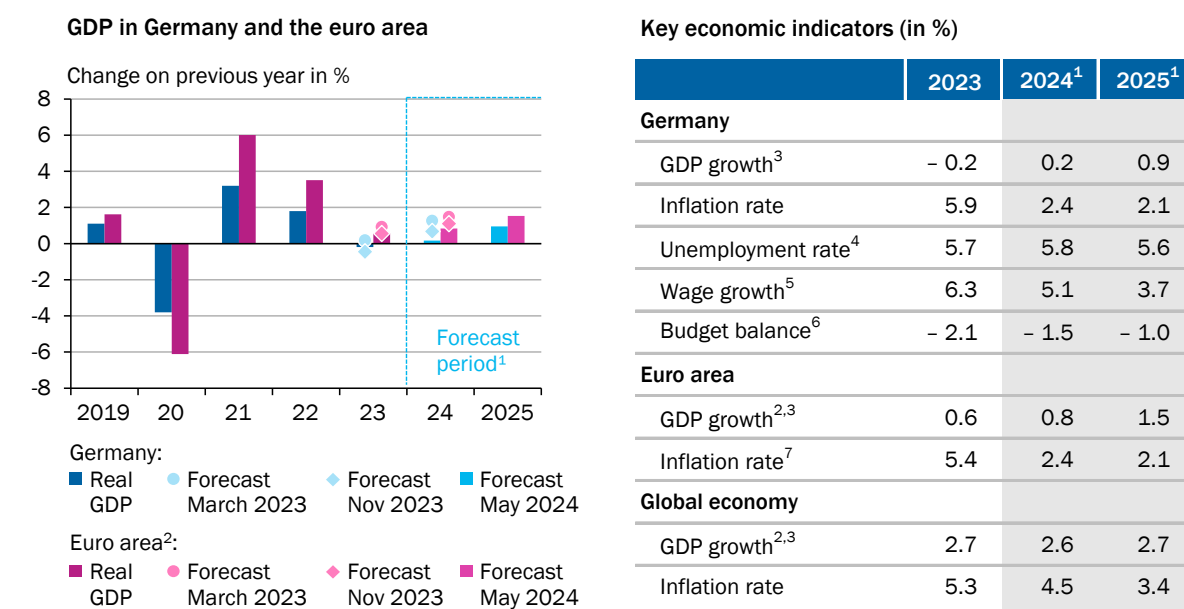 GDP in Germany and the euro area
Change on previous year in %
8
6
4
2
0
-2
-4
-6
-8
Forecast
period¹
2019 20 21 22 23 24 2025
Germany:
Real GDP
Forecast March 2023
Forecast Nov 2023
Forecast May 2024
Euro area²:
Real GDP
Forecast March 2023
Forecast Nov 2023
Forecast May 2024
Key economic indicators (in %)
2023 2024¹ 2025¹
Germany
GDP growth³ – 0.2 0.2 0.9
Inflation rate 5.9 2.4 2.1
Unemployment rate⁴ 5.7 5.8 5.6
Wage growth⁵ 6.3 5.1 3.7
Budget balance⁶ – 2.1 – 1.5 – 1.0
Euro area
GDP growth²,³ 0.6 0.8 1.5
Inflation rate⁷ 5.4 2.4 2.1
Global economy
GDP growth²,³ 2.7 2.6 2.7
Inflation rate 5.3 4.5 3.4